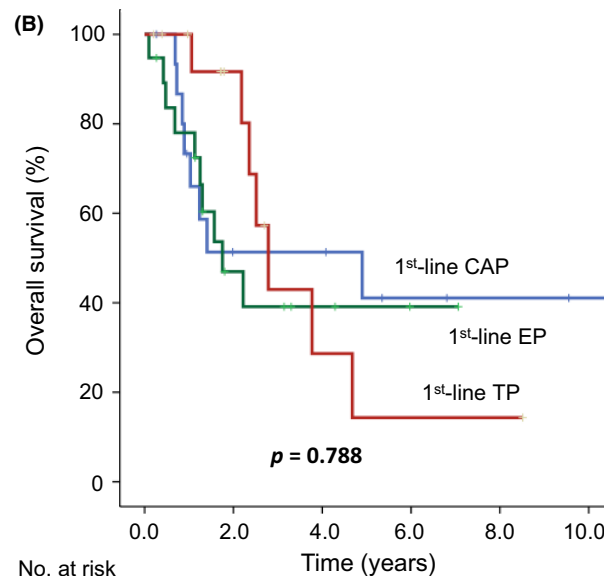 (B)
100
80
60
40
20
0
Overall survival (%)
1st-line CAP
1st-line EP
1st-line TP
p = 0.788
0.0 2.0 4.0 6.0 8.0 10.0
Time (years)
No. at risk